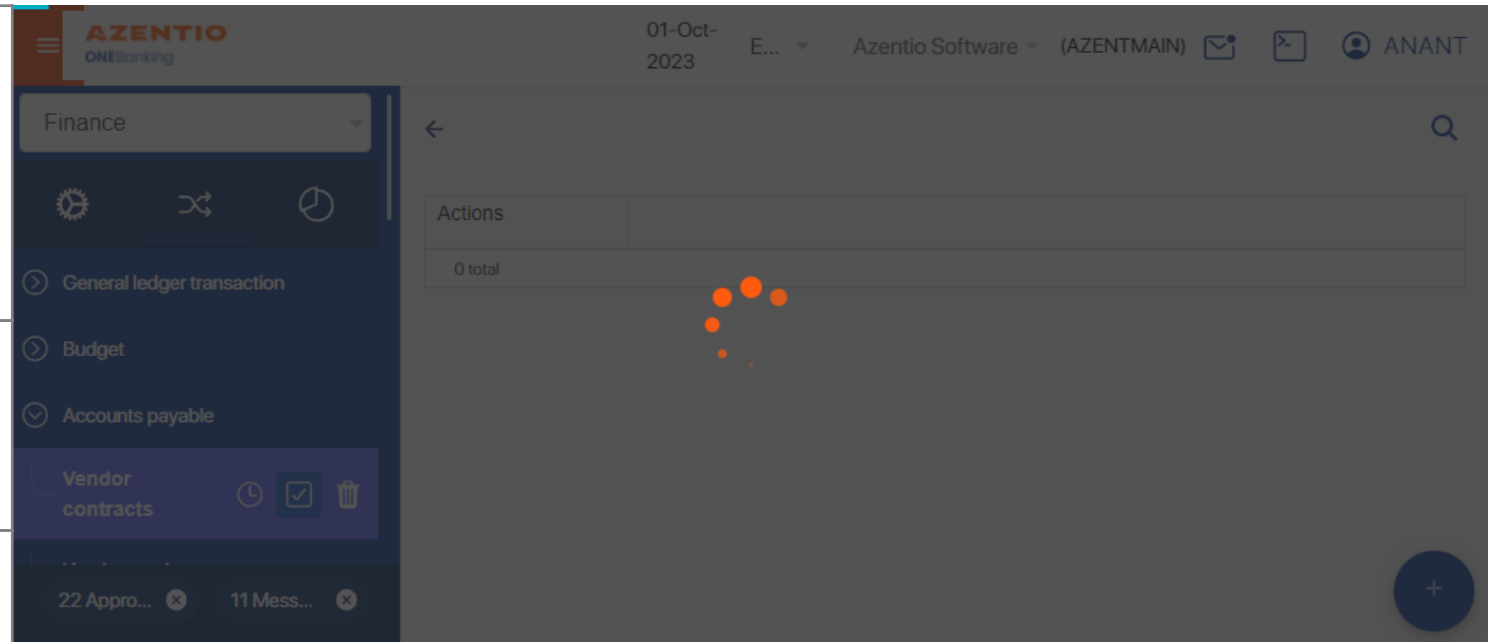 AZENTIO
ONEBanking
01-Oct-
2023
E...
Azentio Software
(AZENTMAIN)
ANANT
Finance
Actions
0 total
General ledger transaction
Budget
Accounts payable
Vendor
contracts
22 Appro...
11 Mess...